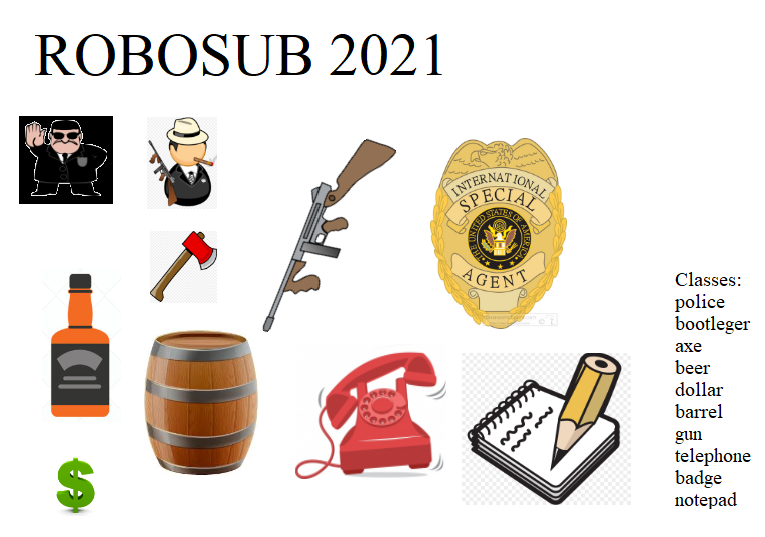 ROBOSUB 2021
INTERNATIONAL
SPECIAL
THE UNITED STATES OF AMERICA
AGENT
$
Classes:
police
bootleger
axe
beer
dollar
barrel
gun
telephone
badge
notepad